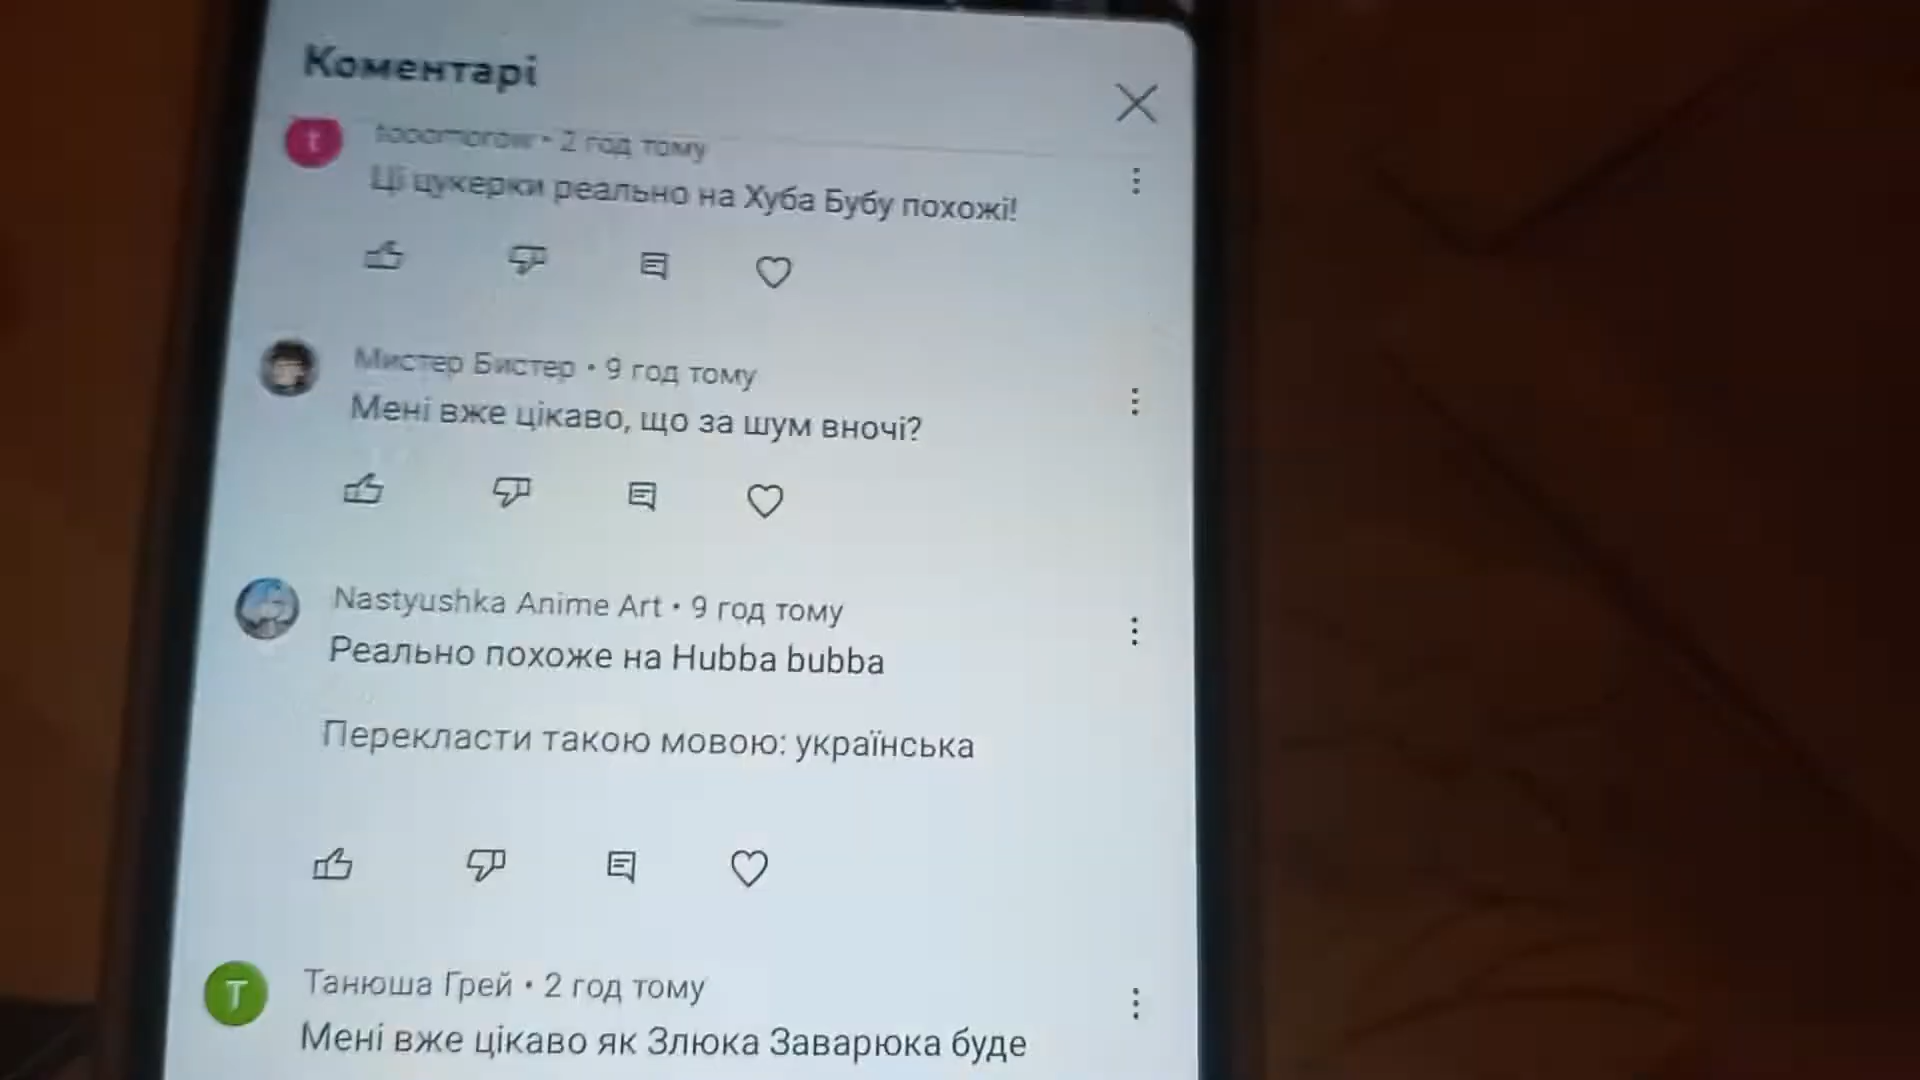 Коментарі
t
tooomorow • 2 год тому
Ці цукерки реально на Хуба Бубу похожі!
Мистер Бистер • 9 год тому
Мені вже цікаво, що за шум вночі?
Nastyushka Anime Art • 9 год тому
Реально похоже на Hubba bubba
Перекласти такою мовою: українська
Т
Танюша Грей • 2 год тому
Мені вже цікаво як Злюка Заварюка буде